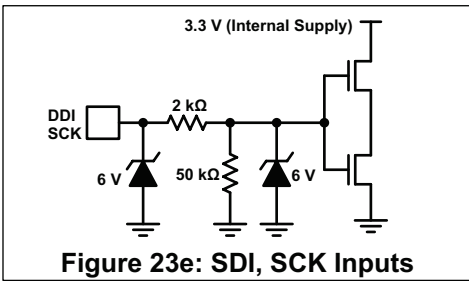 3.3 V (Internal Supply)
DDI
SCK
2 kΩ
6 V
50 kΩ
6 V
Figure 23e: SDI, SCK Inputs